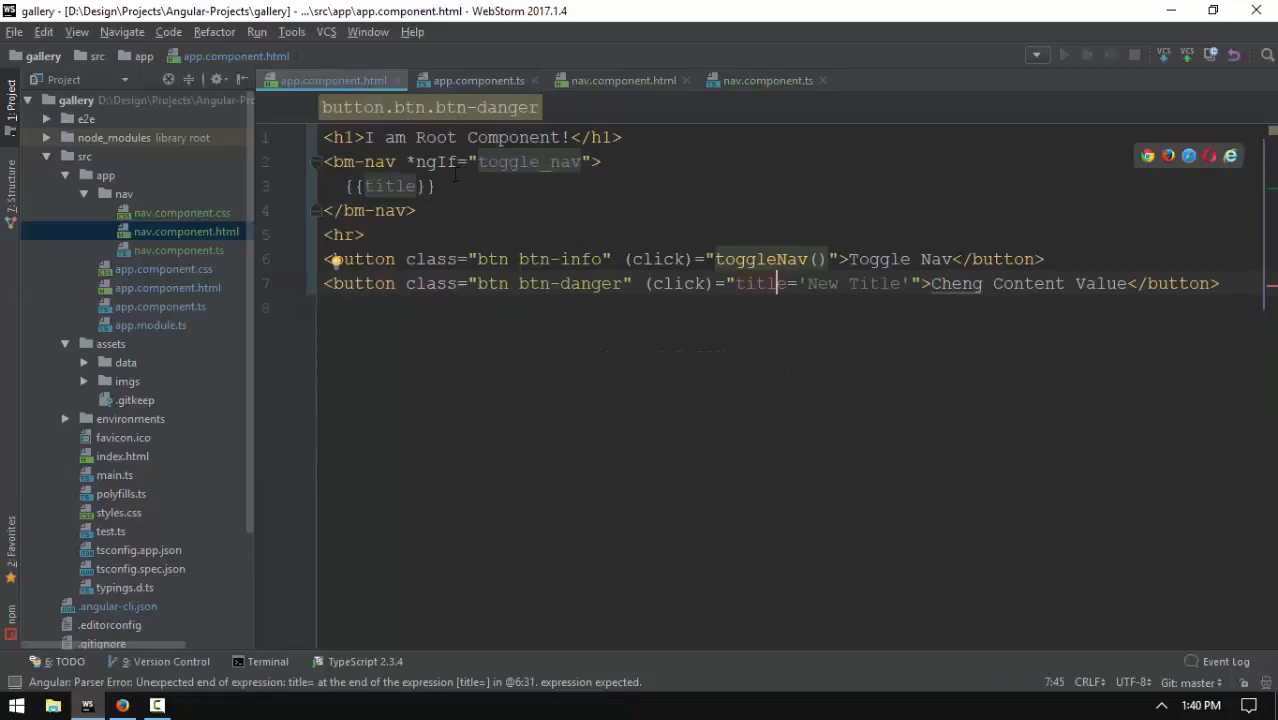 gallery - [D:\Design\Projects\Angular-Projects\gallery] - ...\src\app\app.component.html - WebStorm 2017.1.4
File Edit View Navigate Code Refactor Run Tools VCS Window Help
gallery src app app.component.html
Project app.component.html app.component.ts nav.component.html nav.component.ts
1: Project
7: Structure
2: Favorites
npm
gallery D:\Design\Projects\Angular-Pro
e2e
node_modules library root
src
app
nav
nav.component.css
nav.component.html
nav.component.ts
app.component.css
app.component.html
app.component.ts
app.module.ts
assets
data
imgs
.gitkeep
environments
favicon.ico
index.html
main.ts
polyfills.ts
styles.css
test.ts
tsconfig.app.json
tsconfig.spec.json
typings.d.ts
.angular-cli.json
.editorconfig
.gitignore
button.btn.btn-danger
1 <h1>I am Root Component!</h1>
2 <bm-nav *ngIf="toggle_nav">
3 {{title}}
4 </bm-nav>
5 <hr>
6 <button class="btn btn-info" (click)="toggleNav()">Toggle Nav</button>
7 <button class="btn btn-danger" (click)="title='New Title'">Cheng Content Value</button>
8
6: TODO 9: Version Control Terminal TypeScript 2.3.4 Event Log
Angular: Parser Error: Unexpected end of expression: title= at the end of the expression [title=] in @6:31. expression expected. 7:45 CRLF÷ UTF-8÷ Git: master÷
WS 1:40 PM